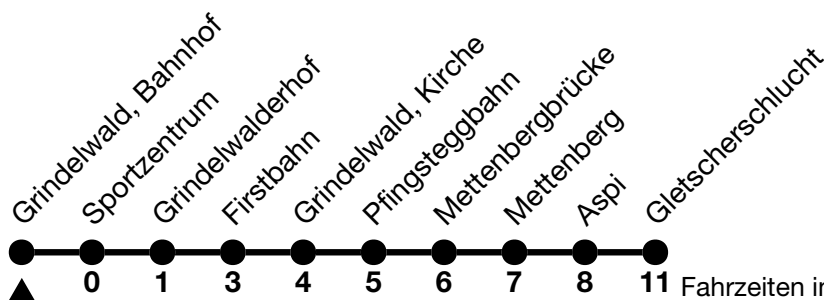 Grindelwald, Bahnhof
Sportzentrum
Grindelwalderhof
Firstbahn
Grindelwald, Kirche
Pfingsteggbahn
Mettenbergbrücke
Mettenberg
Aspi
Gletscherschlucht
0 1 3 4 5 6 7 8 11 Fahrzeiten in